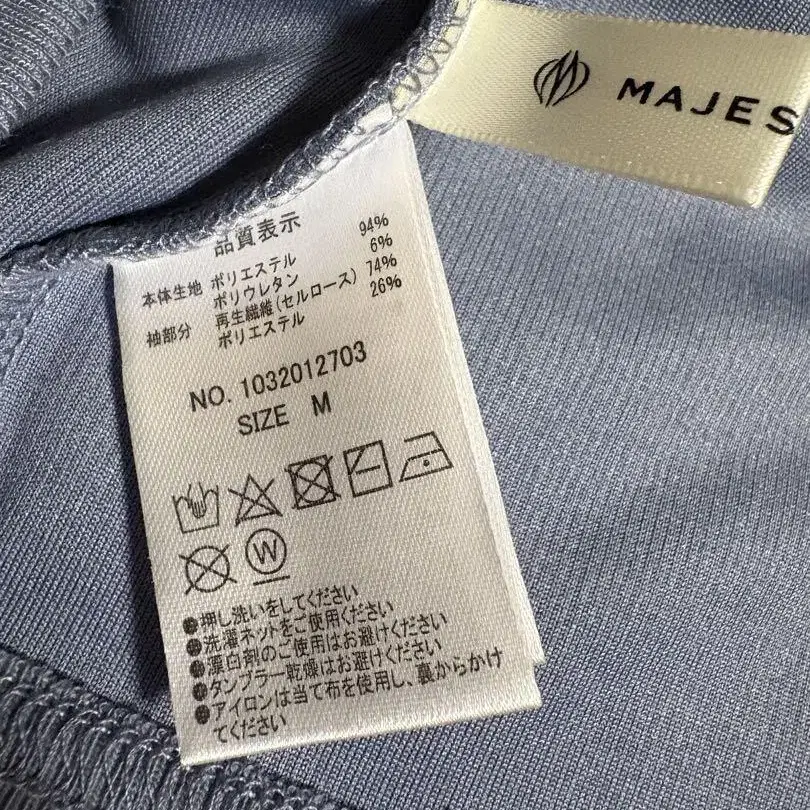 MAJES
品質表示
本体生地 ポリエステル 94%
ポリウレタン 6%
袖部分 再生繊維(セルロース) 74%
ポリエステル 26%
NO. 1032012703
SIZE M
W
●押し洗いをしてください
●洗濯ネットをご使用ください
●漂白剤のご使用はお避けください
●タンブラー乾燥はお避けください
●アイロンは当て布を使用し、裏からかけ
てください